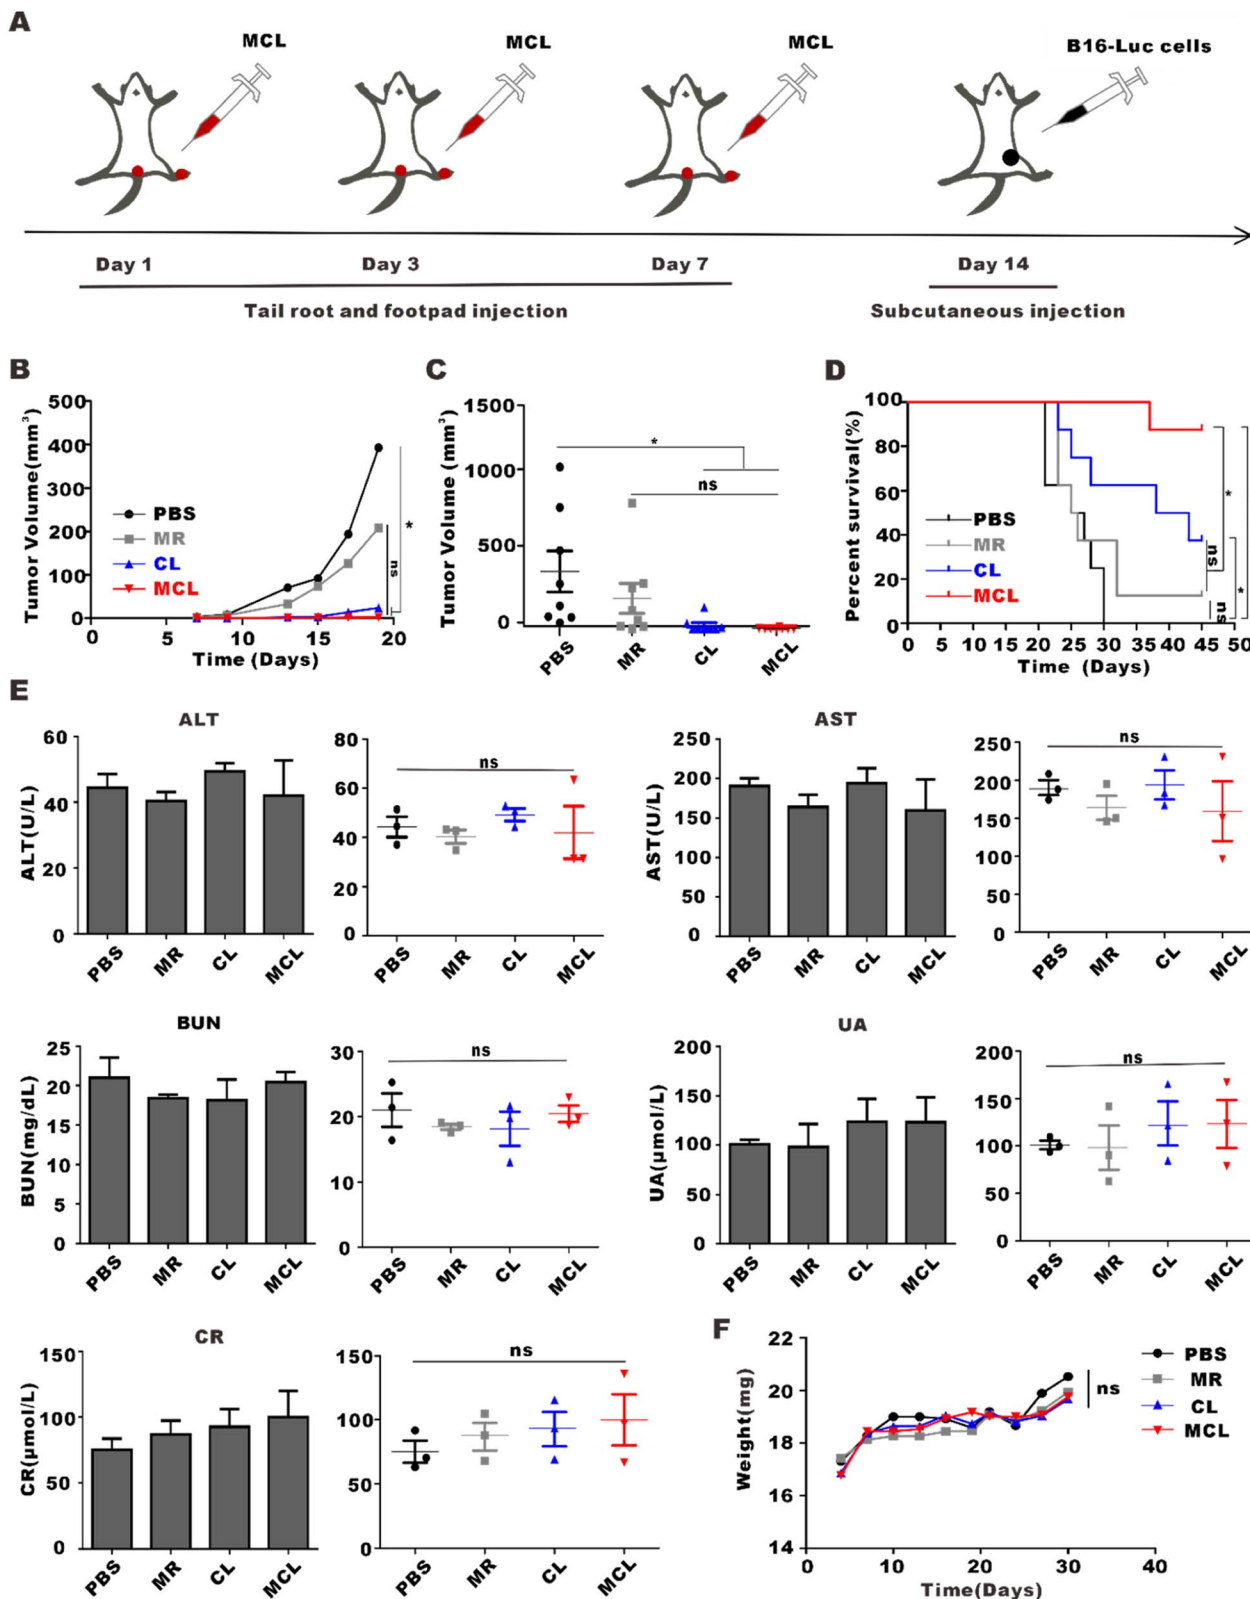 A
MCL
MCL
MCL
B16-Luc cells
Day 1
Day 3
Day 7
Day 14
Tail root and footpad injection
Subcutaneous injection
B
Tumor Volume(mm³)
500
400
300
200
100
0
0
5
10
15
20
Time (Days)
PBS
MR
CL
MCL
*
ns
C
Tumor Volume (mm³)
1500
1000
500
0
*
ns
PBS
MR
CL
MCL
D
Percent survival(%)
100
80
60
40
20
0
0
5
10
15
20
25
30
35
40
45
50
Time (Days)
PBS
MR
CL
MCL
ns
*
ns
*
*
E
ALT
ALT(U/L)
60
40
20
0
PBS
MR
CL
MCL
80
60
40
20
0
ns
PBS
MR
CL
MCL
AST
AST(U/L)
250
200
150
100
50
0
PBS
MR
CL
MCL
250
200
150
100
50
0
ns
PBS
MR
CL
MCL
BUN
BUN(mg/dL)
25
20
15
10
5
0
PBS
MR
CL
MCL
30
20
10
0
ns
PBS
MR
CL
MCL
UA
UA(μmol/L)
200
150
100
50
0
PBS
MR
CL
MCL
200
150
100
50
0
ns
PBS
MR
CL
MCL
CR
CR(μmol/L)
150
100
50
0
PBS
MR
CL
MCL
150
100
50
0
ns
PBS
MR
CL
MCL
F
Weight(mg)
22
20
18
16
14
0
10
20
30
40
Time(Days)
PBS
MR
CL
MCL
ns